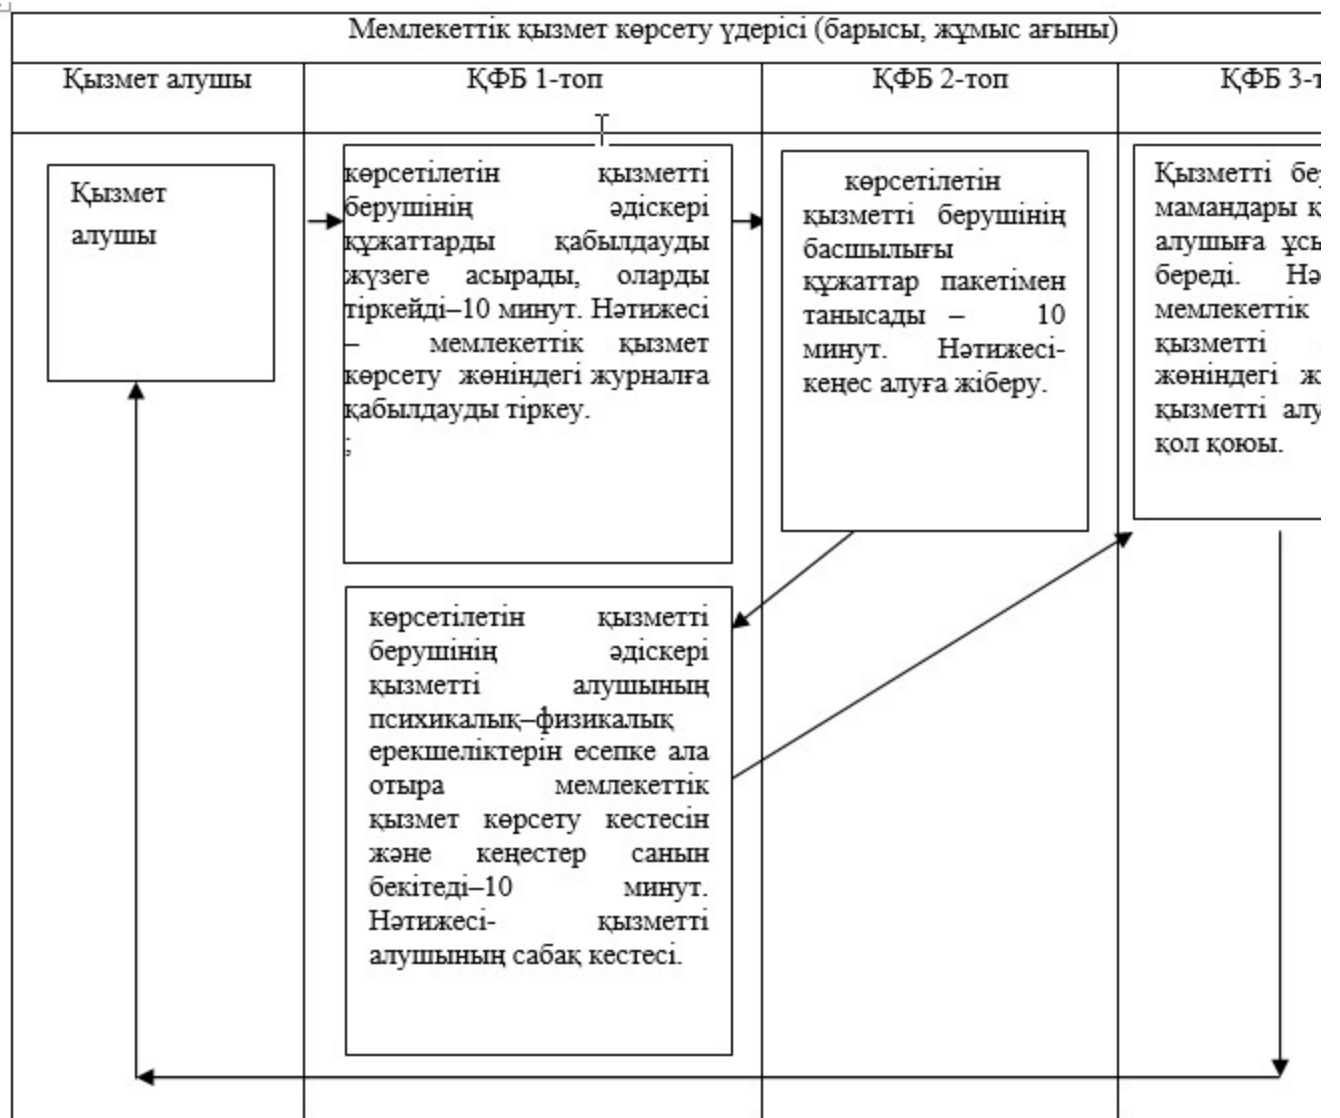 Мемлекеттік қызмет көрсету үдерісі (барысы, жұмыс ағыны)
Қызмет алушы
ҚФБ 1-топ
ҚФБ 2-топ
ҚФБ 3-т
Қызмет
алушы
көрсетілетін қызметті
берушінің әдіскері
құжаттарды қабылдауды
жүзеге асырады, оларды
тіркейді–10 минут. Нәтижесі
– мемлекеттік қызмет
көрсету жөніндегі журналға
қабылдауды тіркеу.
;
көрсетілетін
қызметті берушінің
басшылығы
құжаттар пакетімен
танысады – 10
минут. Нәтижесі-
кеңес алуға жіберу.
Қызметті
мамандары
алушыға
береді.
мемлекеттік
қызметті
жөніндегі
қызметті
қол қоюы.
көрсетілетін қызметті
берушінің әдіскері
қызметті алушының
психикалық–физикалық
ерекшеліктерін есепке ала
отыра мемлекеттік
қызмет көрсету кестесін
және кеңестер санын
бекітеді–10 минут.
Нәтижесі- қызметті
алушының сабақ кестесі.